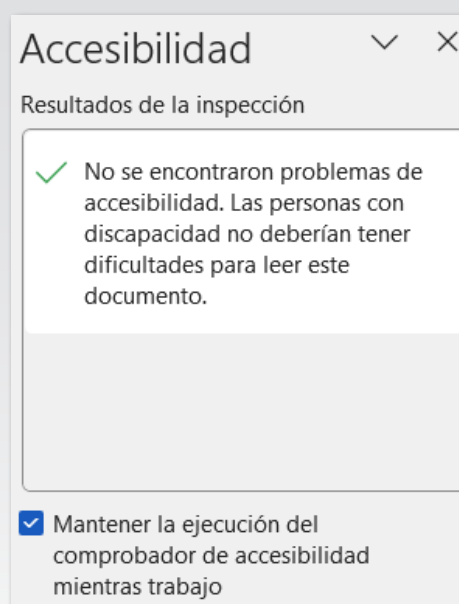 Accesibilidad
Resultados de la inspección
No se encontraron problemas de
accesibilidad. Las personas con
discapacidad no deberían tener
dificultades para leer este
documento.
Mantener la ejecución del
comprobador de accesibilidad
mientras trabajo